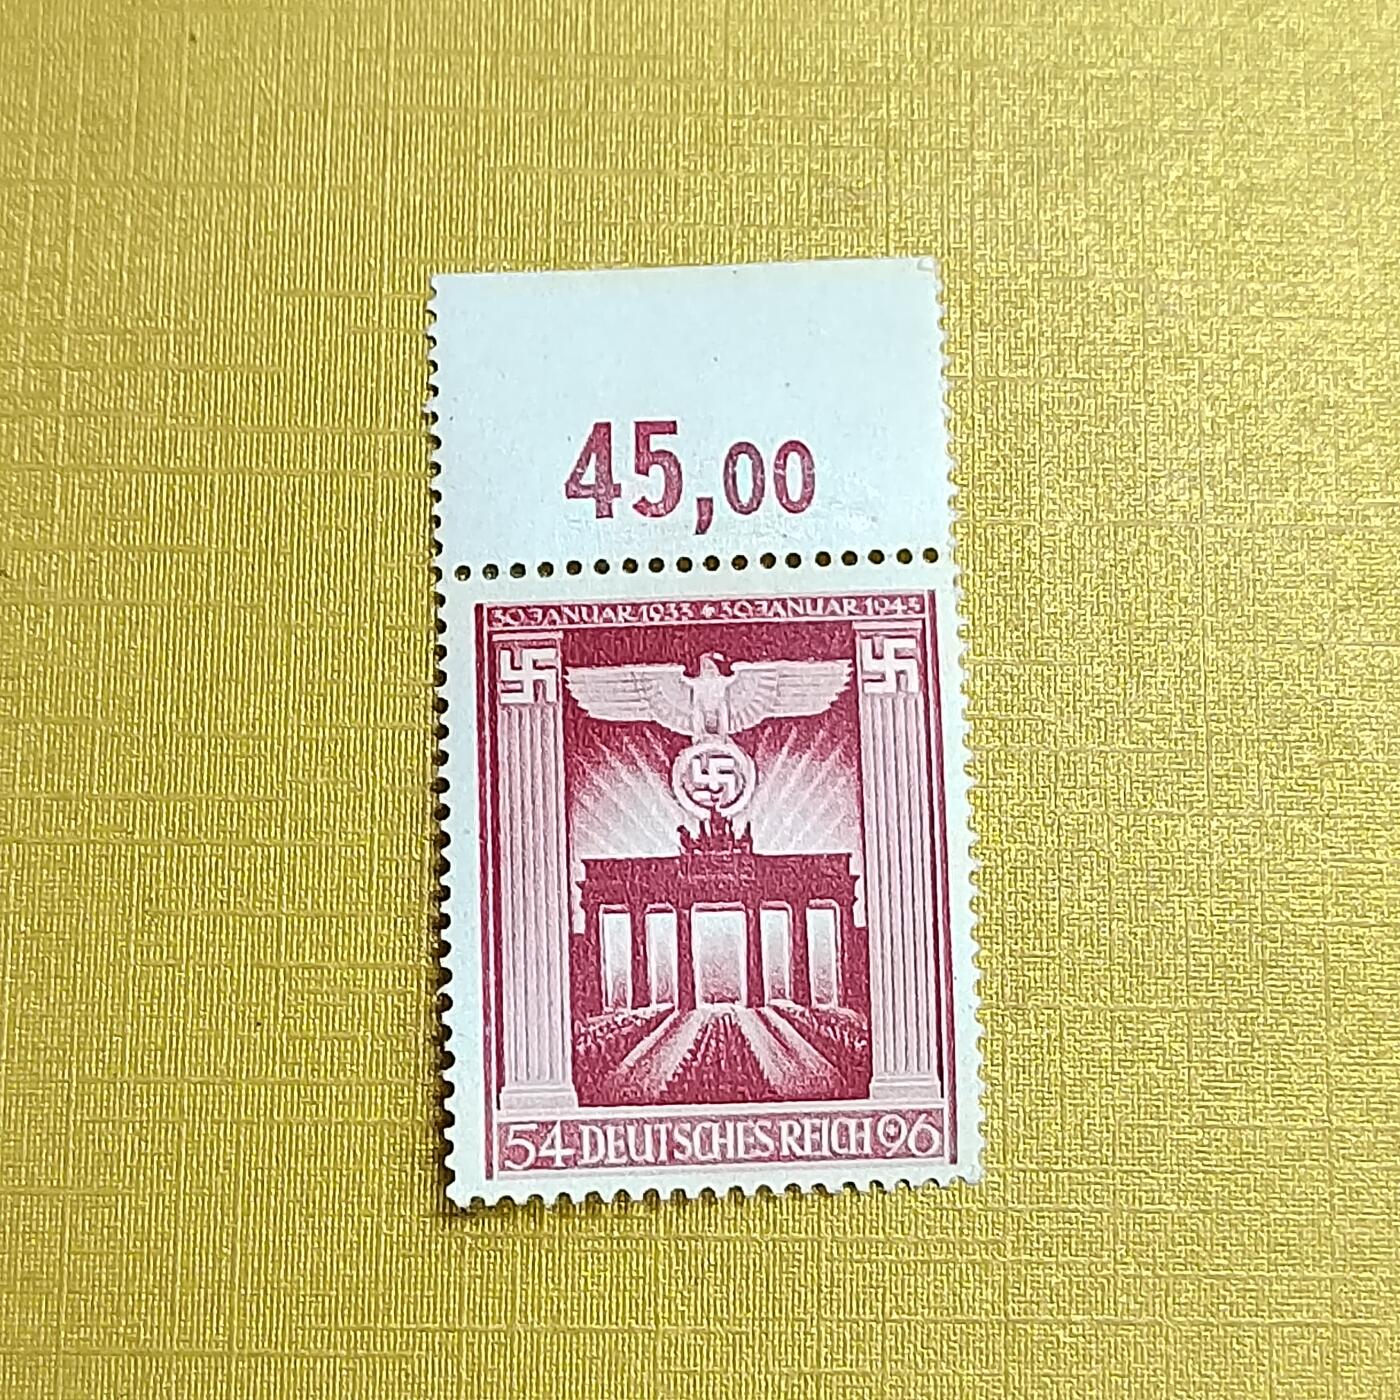 45,00
30.JANUAR 1933 * 30.JANUAR 1943
54 DEUTSCHES REICH 96